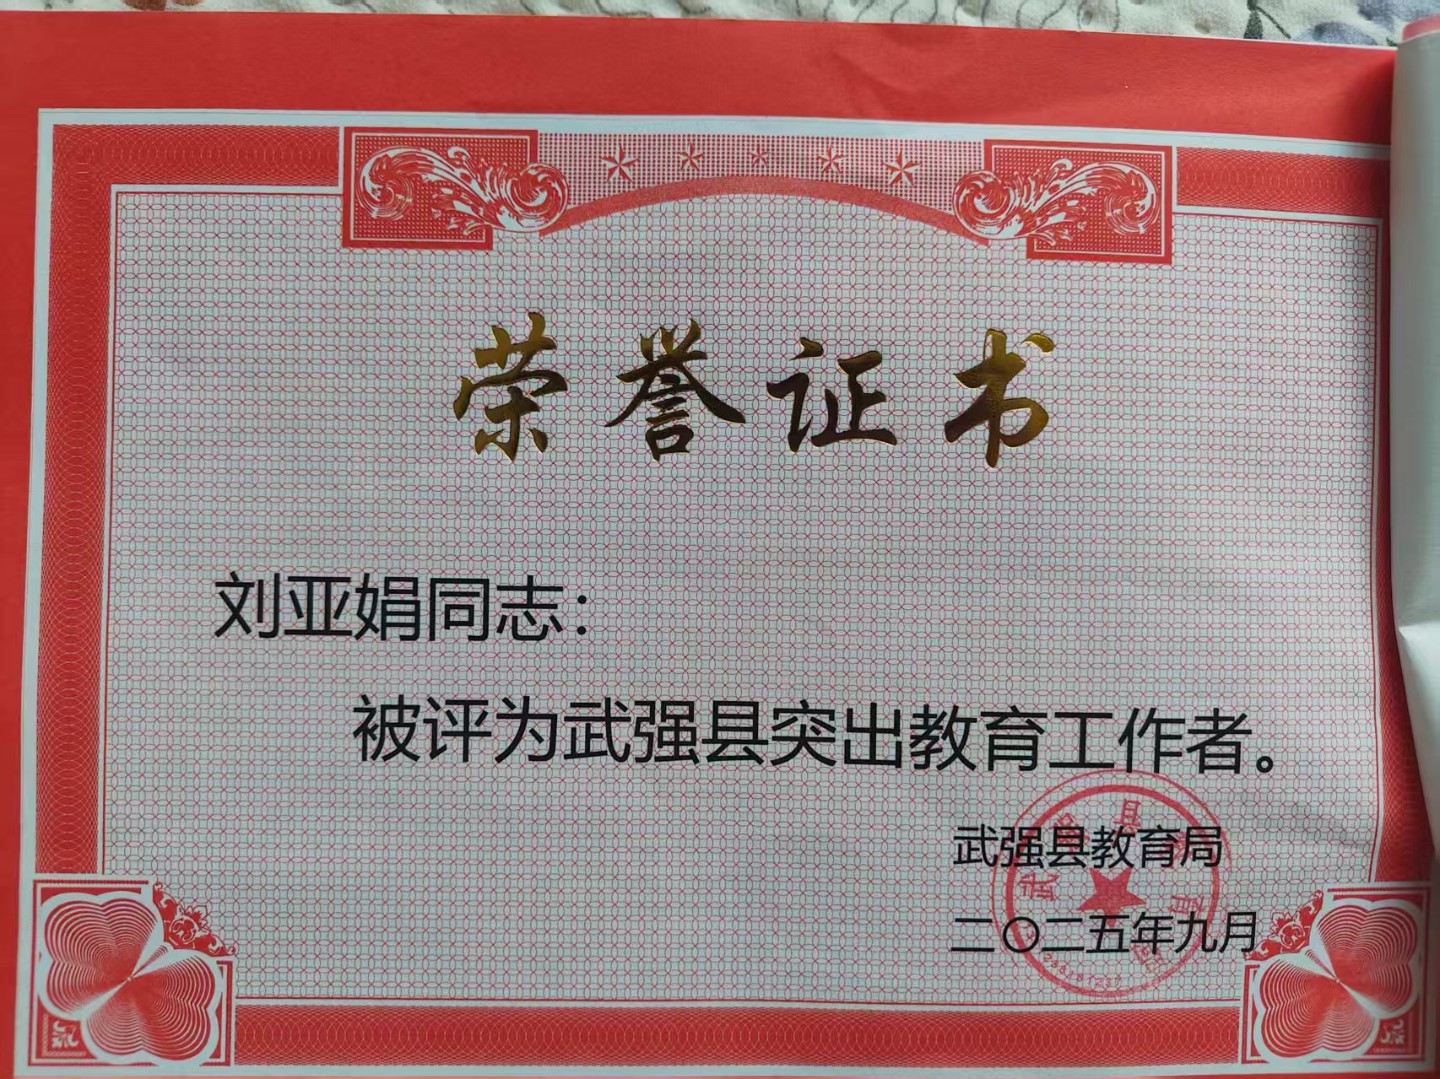 荣誉证书
刘亚娟同志：
被评为武强县突出教育工作者。
武强县教育局
二〇二五年九月